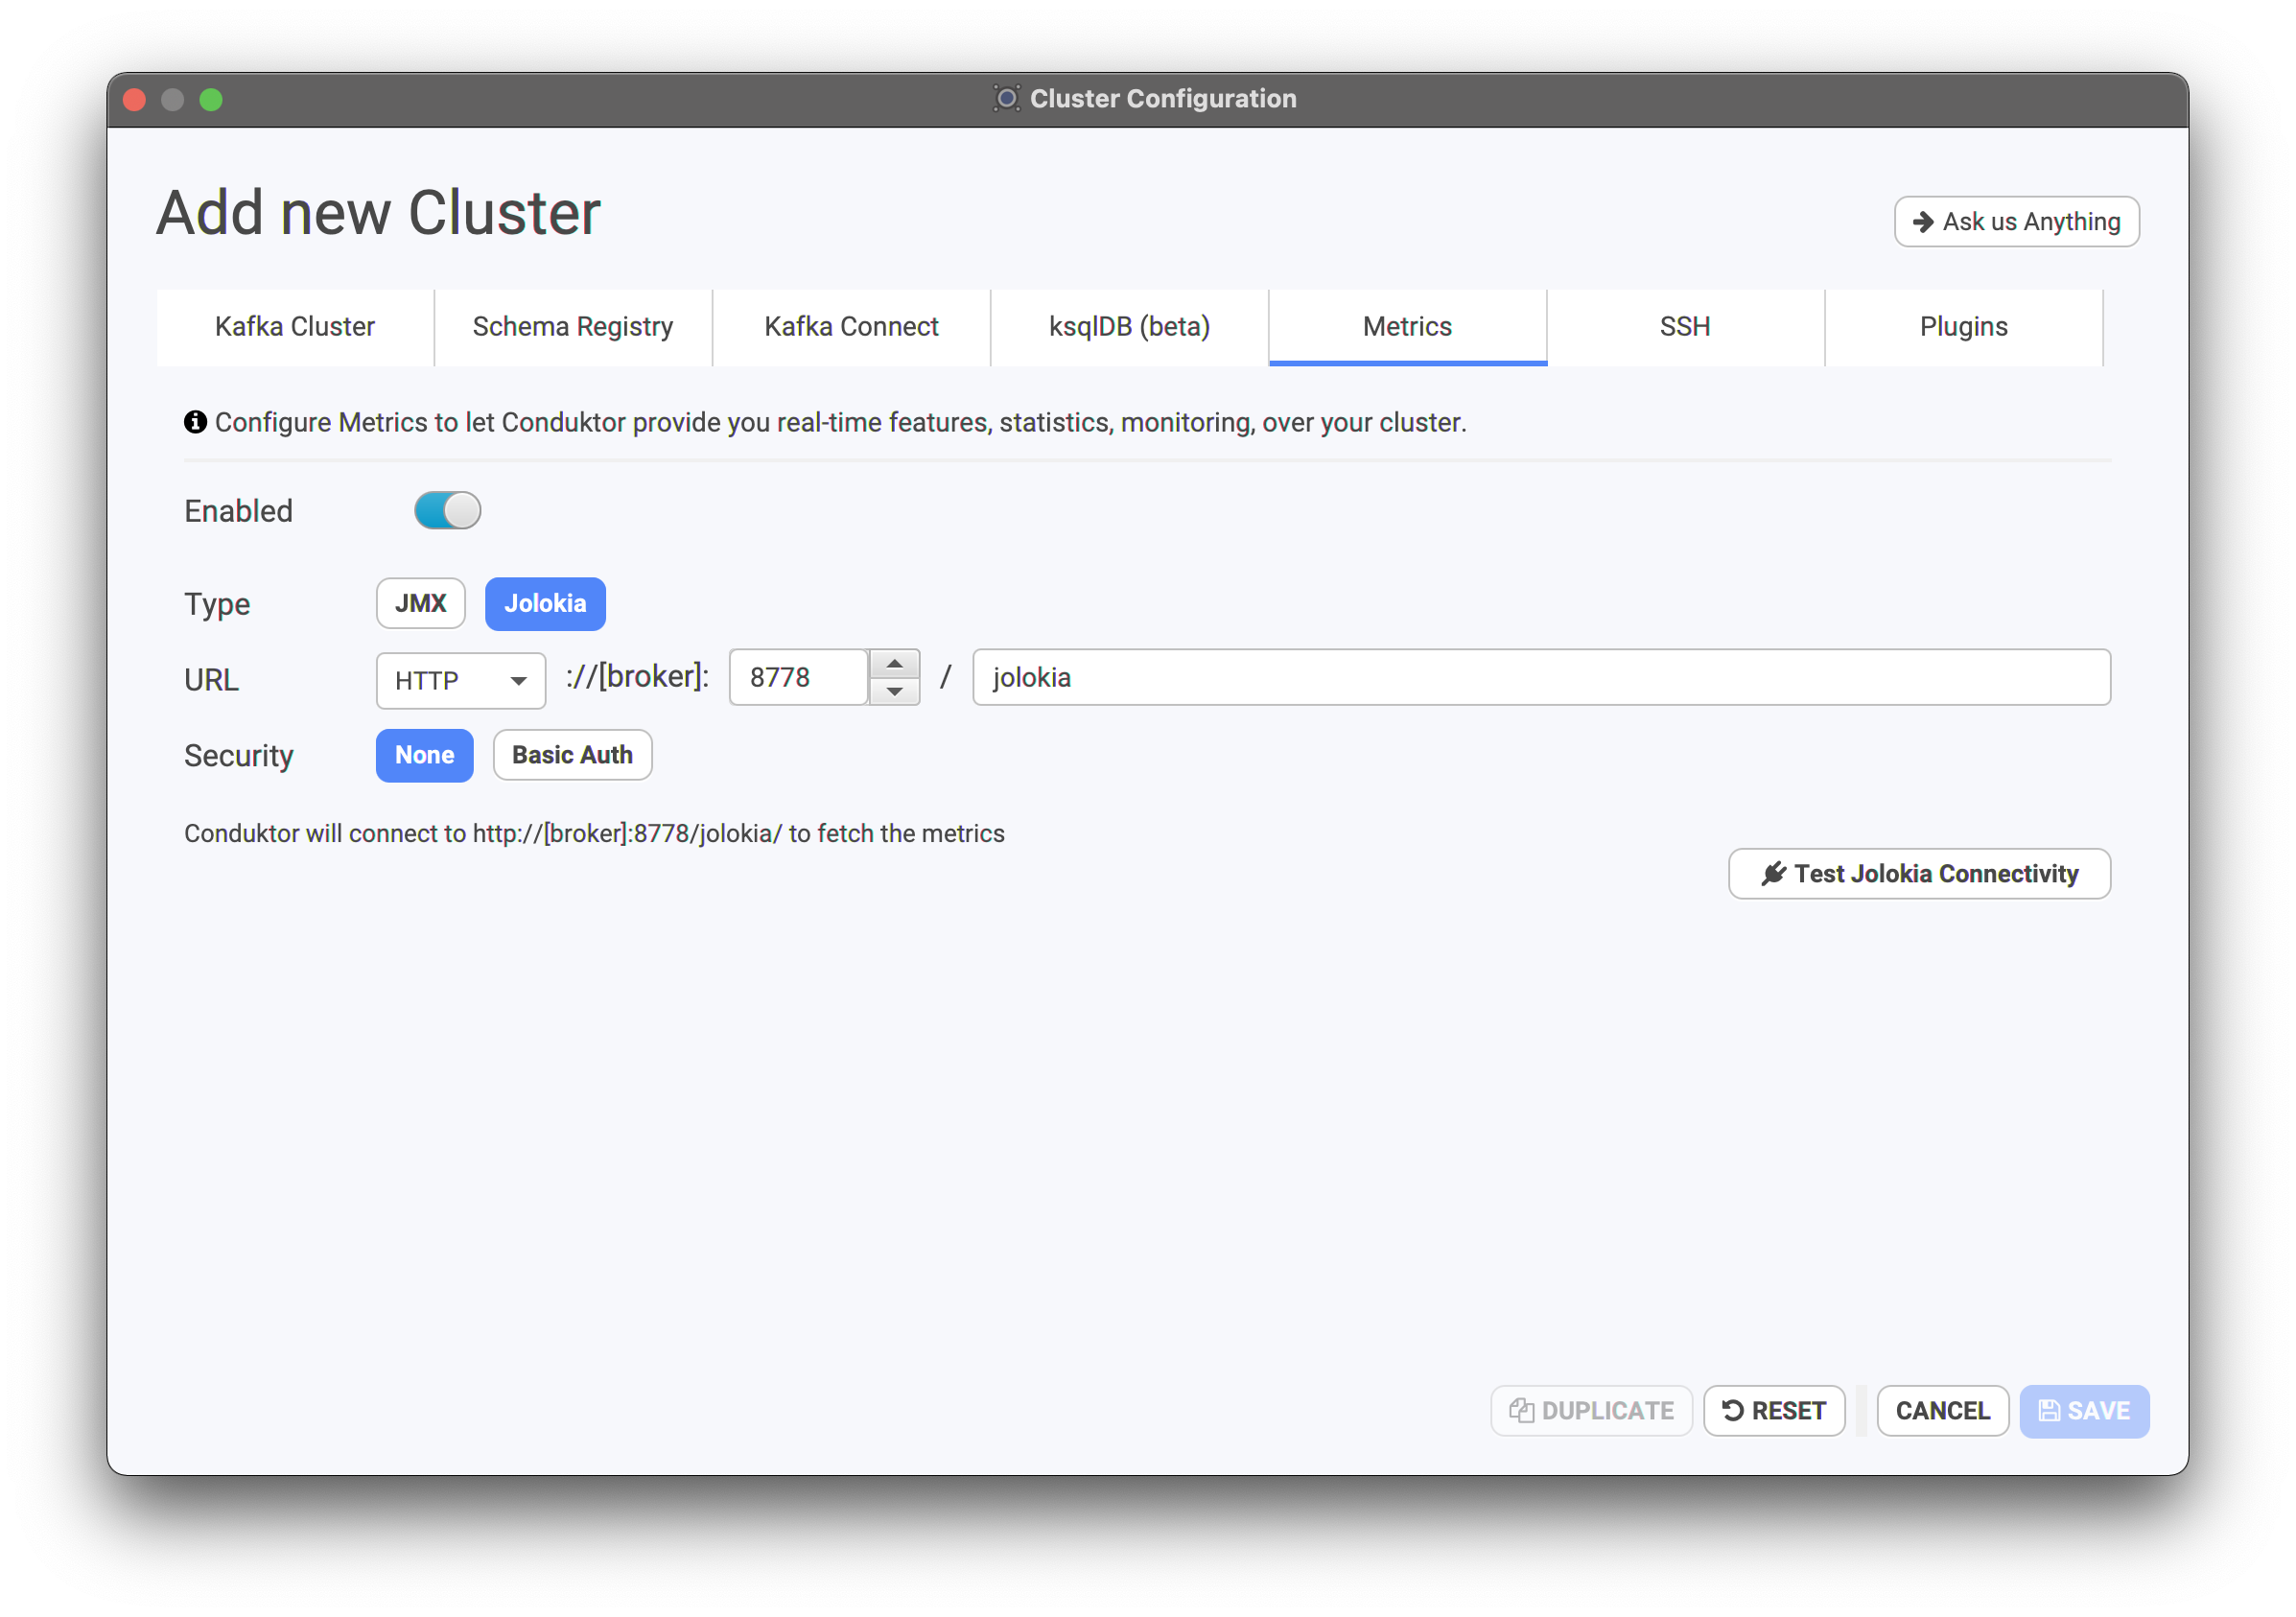 Cluster Configuration
Add new Cluster
Ask us Anything
Kafka Cluster Schema Registry Kafka Connect ksqlDB (beta) Metrics SSH Plugins
Configure Metrics to let Conduktor provide you real-time features, statistics, monitoring, over your cluster.
Enabled
Type JMX Jolokia
URL HTTP ://[broker]: 8778 / jolokia
Security None Basic Auth
Conduktor will connect to http://[broker]:8778/jolokia/ to fetch the metrics
Test Jolokia Connectivity
DUPLICATE RESET CANCEL SAVE